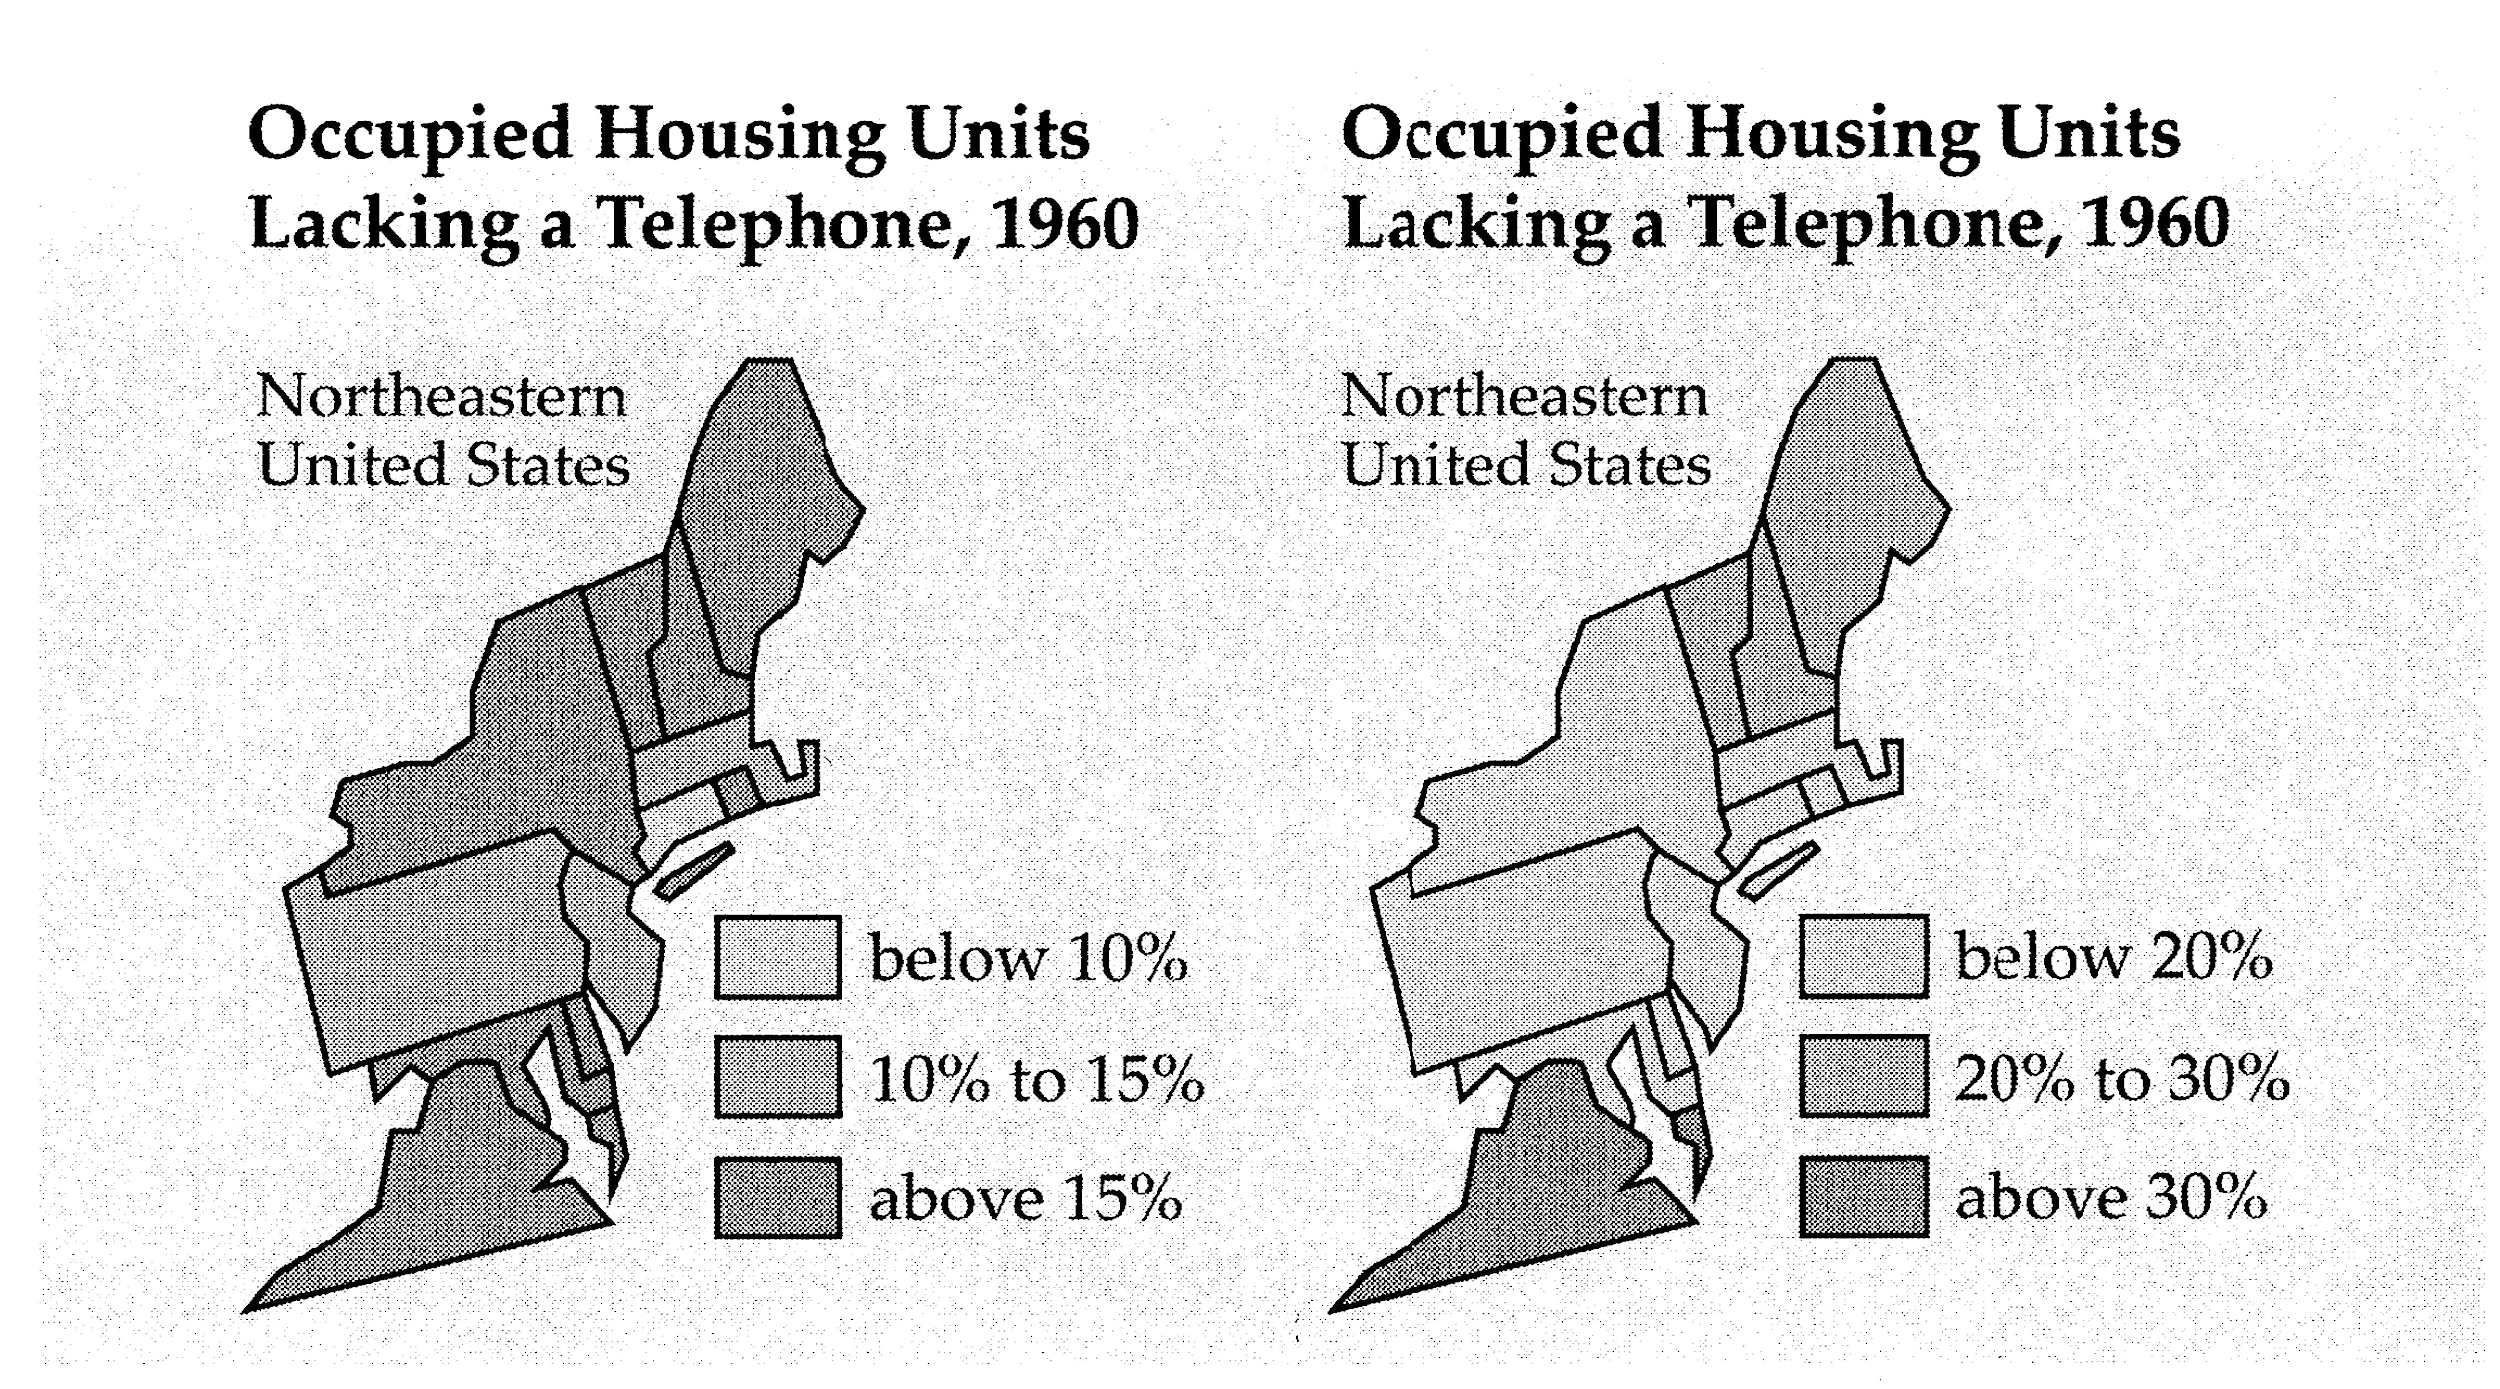 Occupied Housing Units
Lacking a Telephone, 1960
Northeastern
United States
below 10%
10% to 15%
above 15%
Occupied Housing Units
Lacking a Telephone, 1960
Northeastern
United States
below 20%
20% to 30%
above 30%